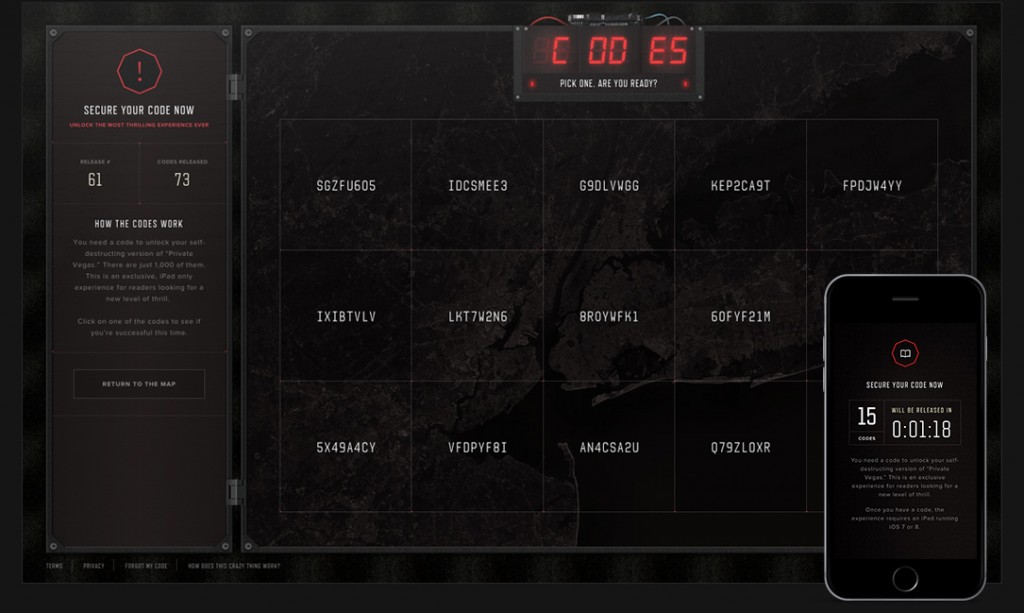 C OD ES
PICK ONE. ARE YOU READY?
!
SECURE YOUR CODE NOW
UNLOCK THE MOST THRILLING EXPERIENCE EVER
RELEASE # CODES RELEASED
61 73
HOW THE CODES WORK
You need a code to unlock your self-
destructing version of "Private
Vegas." There are just 1,000 of them.
This is an exclusive, iPad only
experience for readers looking for a
new level of thrill.
Click on one of the codes to see if
you're successful this time.
RETURN TO THE MAP
SGZFU6O5 IDCSMEE3 G9DLVWGG KEP2CA9T FPDJW4YY
IXIBTVLV LKT7W2N6 8ROYWFK1 6OFYF21M
5X49A4CY VFDPYF8I AN4CSA2U Q79ZLOXR
SECURE YOUR CODE NOW
15 WILL BE RELEASED IN
CODES 0:01:18
You need a code to unlock your self-
destructing version of "Private
Vegas." This is an exclusive
experience for readers looking for a
new level of thrill.
Once you have a code, the
experience requires an iPad running
iOS 7 or 8.
TERMS PRIVACY FORGOT MY CODE HOW DOES THIS CRAZY THING WORK?